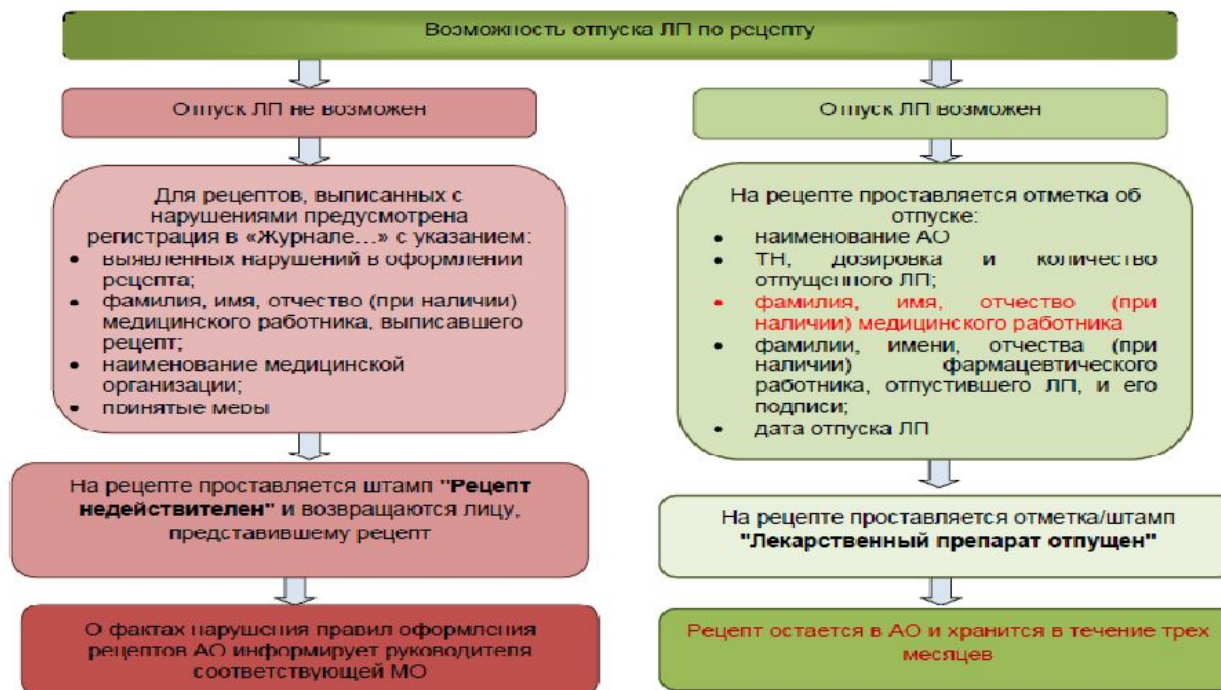 Возможность отпуска ЛП по рецепту
Отпуск ЛП не возможен
Для рецептов, выписанных с
нарушениями предусмотрена
регистрация в «Журнале...» с указанием:
• выявленных нарушений в оформлении
рецепта;
• фамилия, имя, отчество (при наличии)
медицинского работника, выписавшего
рецепт;
• наименование медицинской
организации;
• принятые меры
На рецепте проставляется штамп "Рецепт
недействителен" и возвращаются лицу,
представившему рецепт
О фактах нарушения правил оформления
рецептов АО информирует руководителя
соответствующей МО
Отпуск ЛП возможен
На рецепте проставляется отметка об
отпуске:
• наименование АО
• ТН, дозировка и количество
отпущенного ЛП;
• фамилия, имя, отчество (при
наличии) медицинского работника
• фамилии, имени, отчества (при
наличии) фармацевтического
работника, отпустившего ЛП, и его
подписи;
• дата отпуска ЛП
На рецепте проставляется отметка/штамп
"Лекарственный препарат отпущен"
Рецепт остается в АО и хранится в течение трех
месяцев